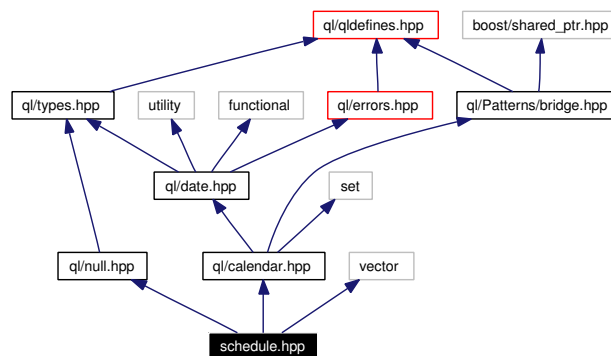 ql/qldefines.hpp
boost/shared_ptr.hpp
ql/types.hpp
utility
functional
ql/errors.hpp
ql/Patterns/bridge.hpp
ql/date.hpp
set
ql/null.hpp
ql/calendar.hpp
vector
schedule.hpp